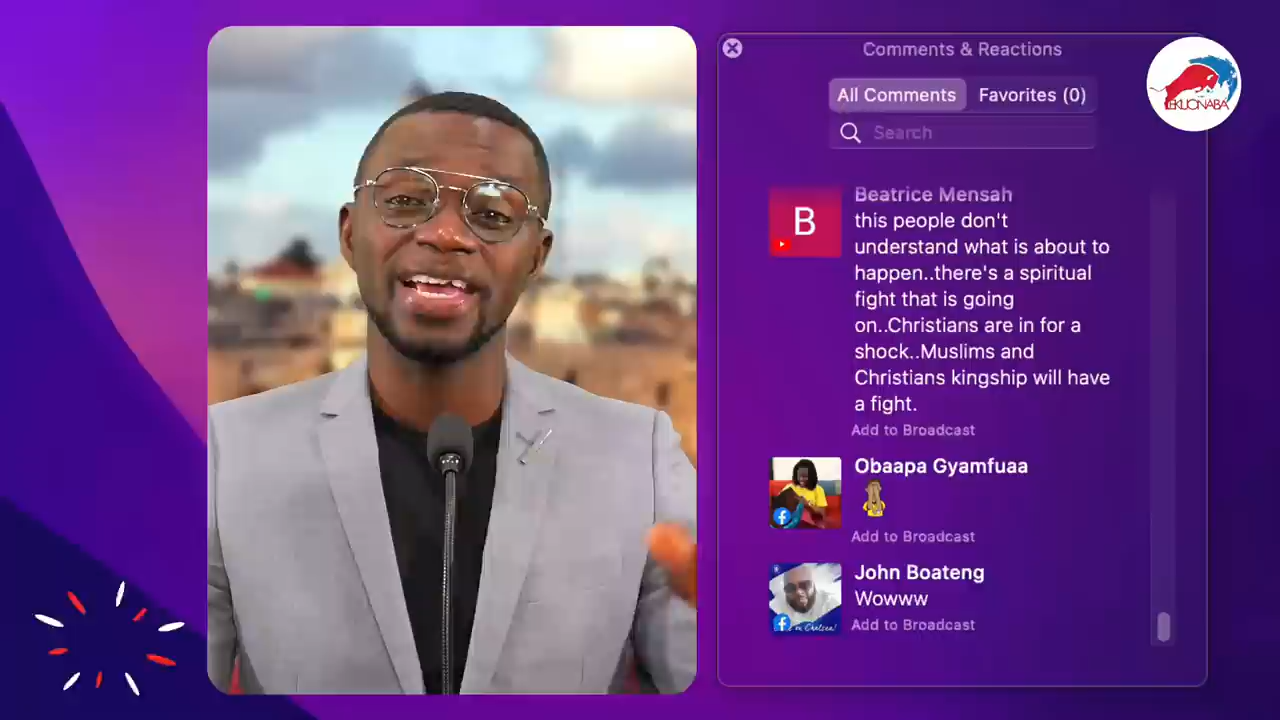 Comments & Reactions
All Comments
Favorites (0)
Search
EKUONABA
Beatrice Mensah
this people don't
understand what is about to
happen..there's a spiritual
fight that is going
on..Christians are in for a
shock..Muslims and
Christians kingship will have
a fight.
Add to Broadcast
Obaapa Gyamfuaa
Add to Broadcast
John Boateng
Wowww
Add to Broadcast
B